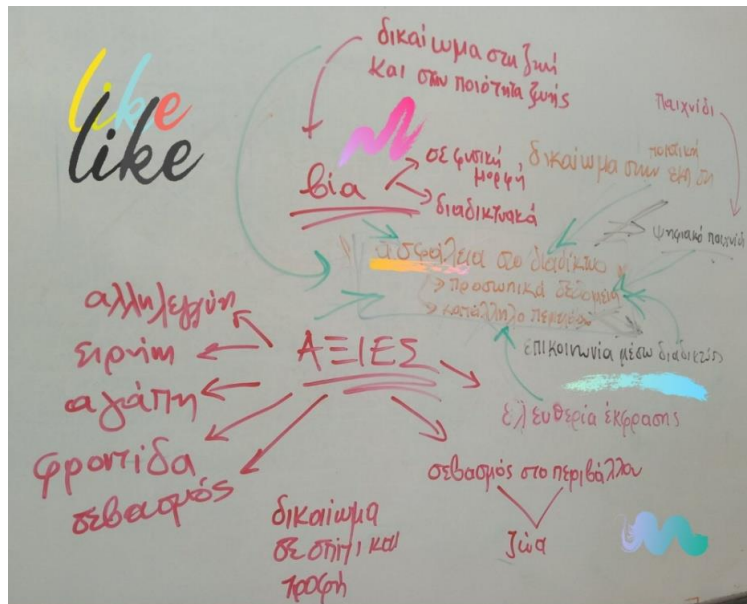 like
like
δικαίωμα στη ζωή
και στην ποιότητα ζωής
παιχνίδι
βία
σε φυσική
μορφή
διαδικτυακά
δικαίωμα στην
ψηφιακό παιχνίδι
ασφάλεια στο διαδίκτυο
προσωπικά δεδομένα
κατάλληλο περιεχόμενο
επικοινωνία μέσω διαδικτύου
ελευθερία έκφρασης
ΑΞΙΕΣ
αλληλεγγύη
ειρήνη
αγάπη
φροντίδα
σεβασμός
σεβασμός στο περιβάλλον
ζώα
δικαίωμα
σε σπίτι και
τροφή